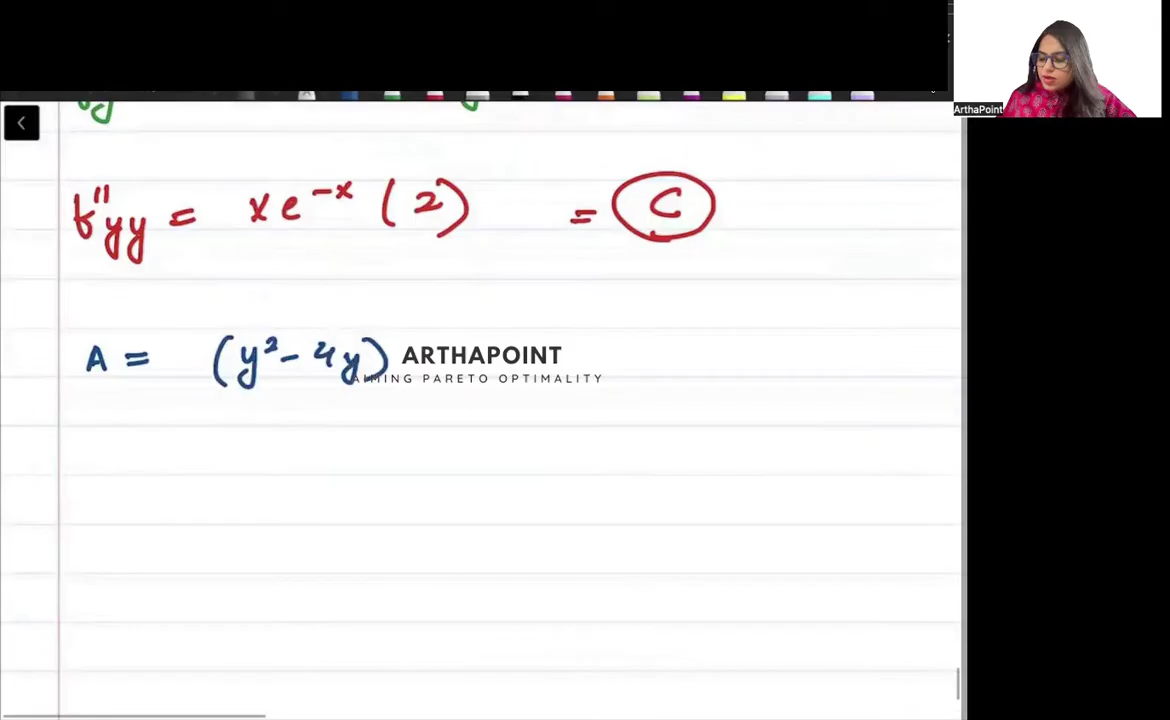 ArthaPoint
f''yy = xe^{-x} (2) = C
A = (y² - 4y)
ARTHAPOINT
AIMING PARETO OPTIMALITY